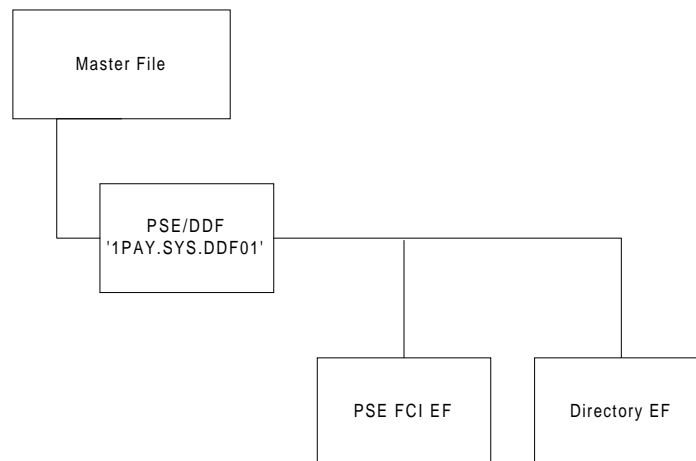 Master File
PSE/DDF
'1PAY.SYS.DDF01'
PSE FCI EF
Directory EF